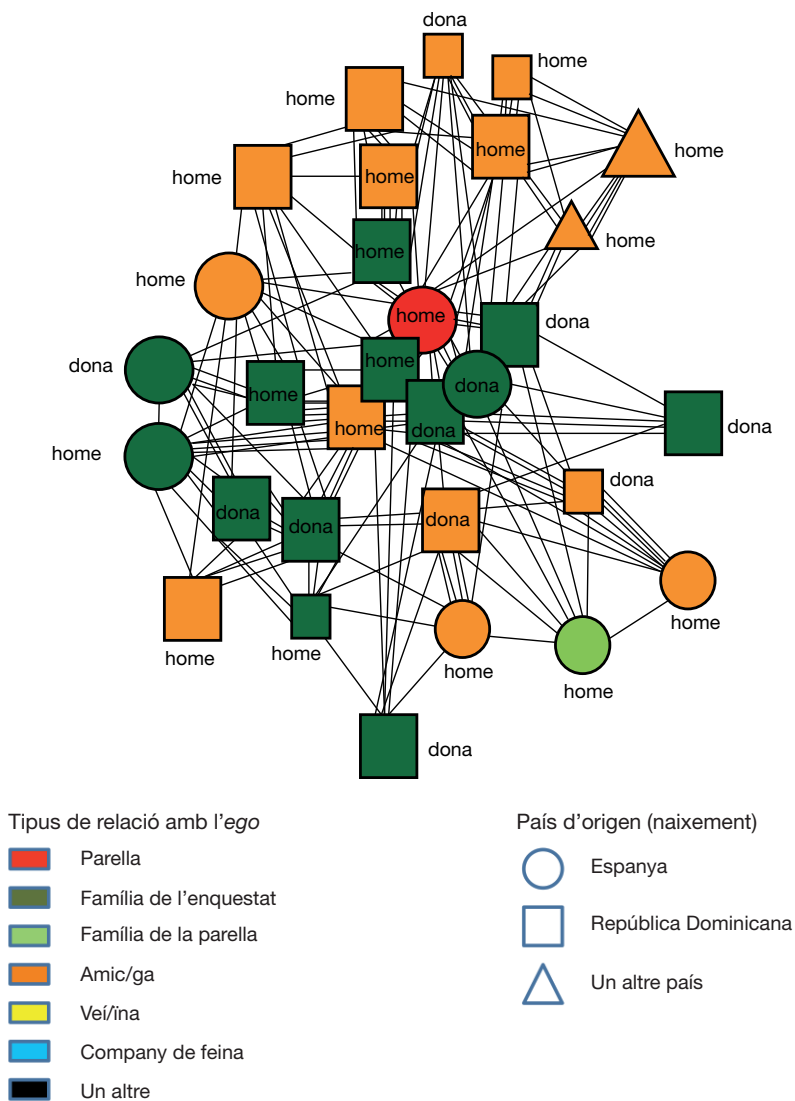 dona
home
home
home
home
home
home
home
home
home
home
dona
dona
home
dona
home
home
dona
dona
home
dona
dona
dona
dona
home
home
home
home
home
dona
Tipus de relació amb l’ego
Parella
Família de l’enquestat
Família de la parella
Amic/ga
Veí/ïna
Company de feina
Un altre
País d’origen (naixement)
Espanya
República Dominicana
Un altre país